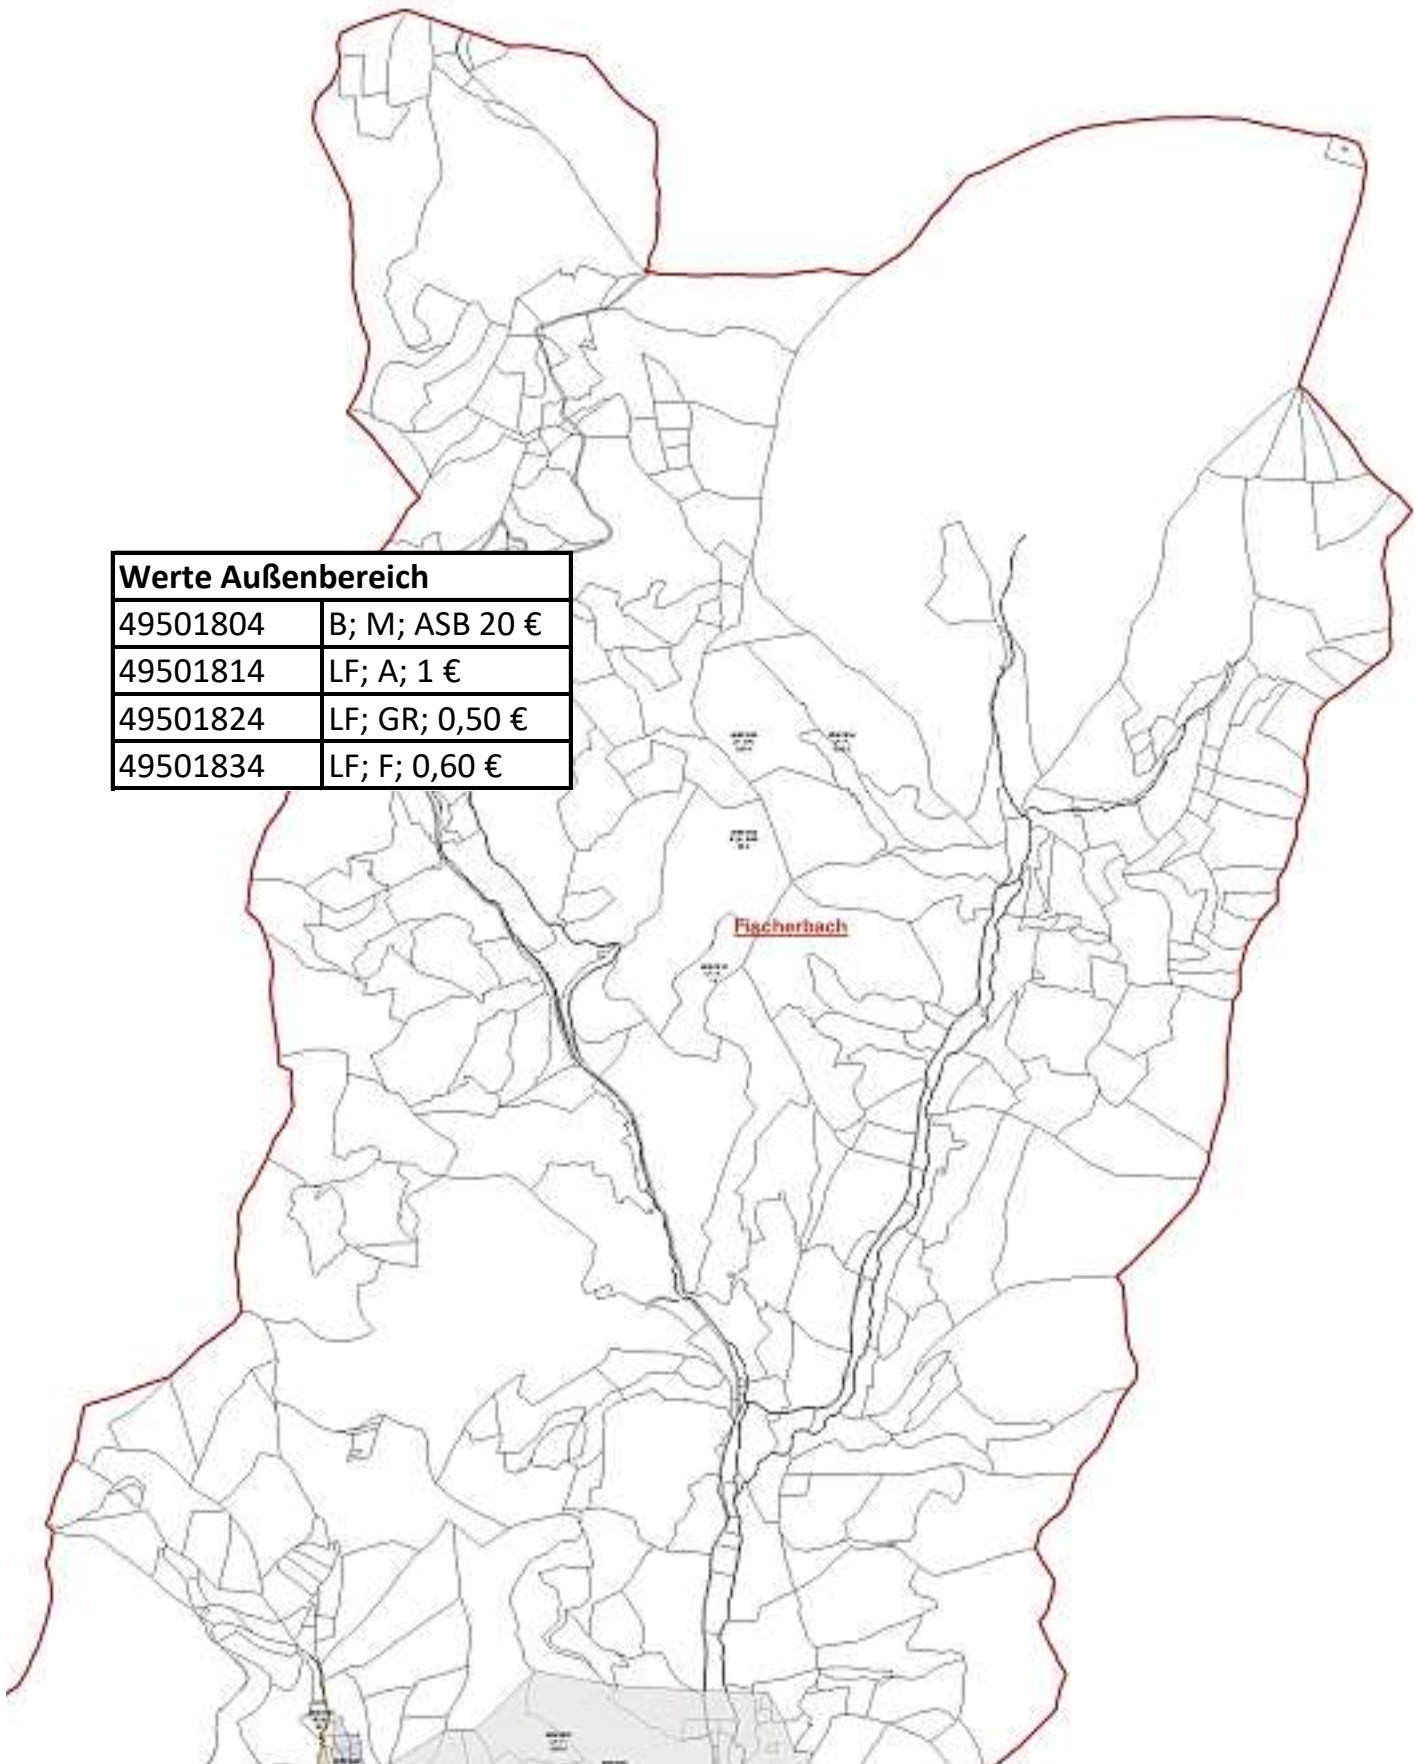 Werte Außenbereich
49501804 B; M; ASB 20 €
49501814 LF; A; 1 €
49501824 LF; GR; 0,50 €
49501834 LF; F; 0,60 €
Fischerbach